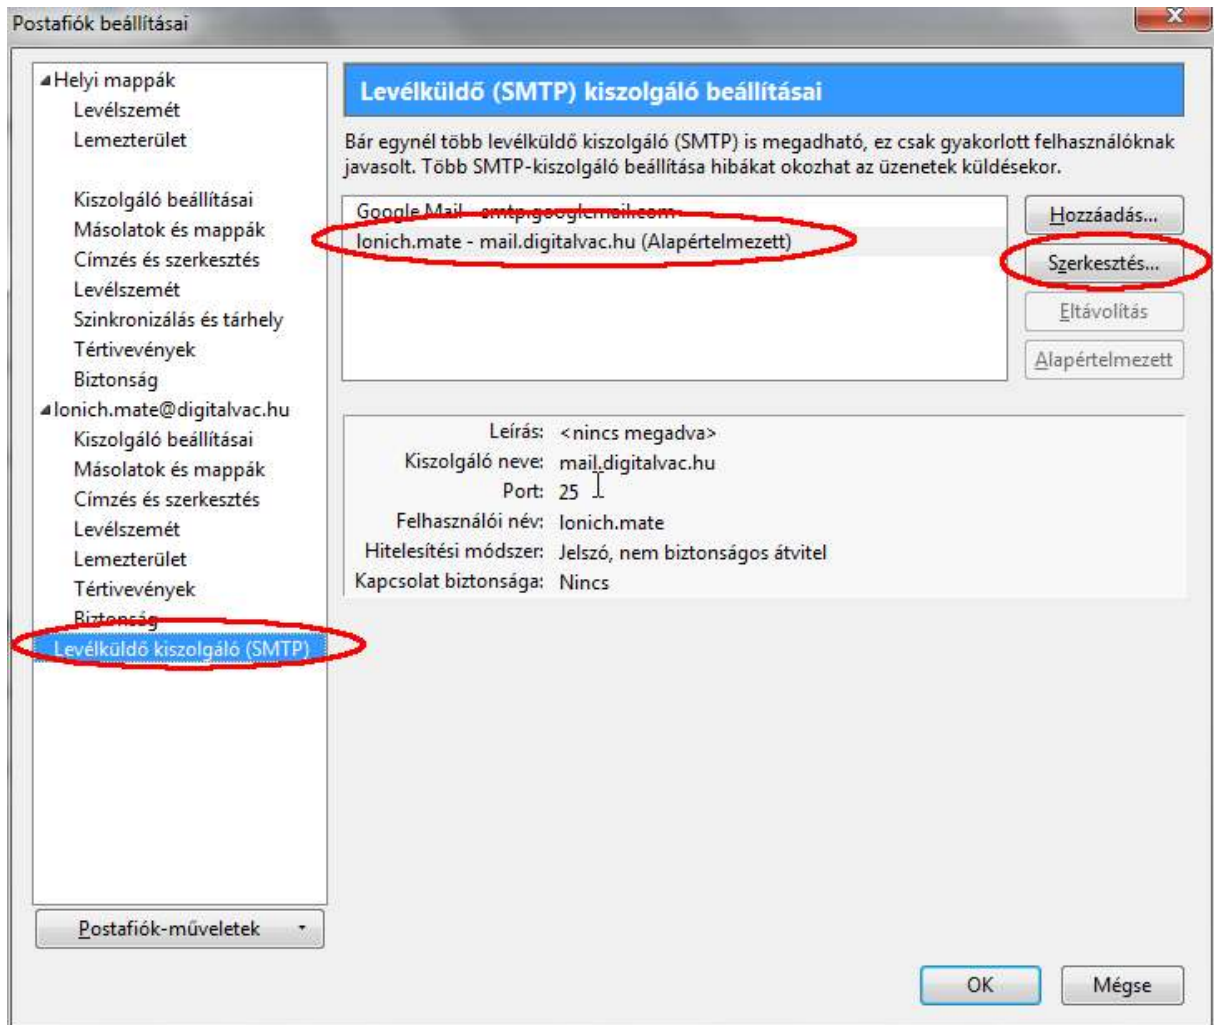 Postafiók beállításai
Helyi mappák
Levélszemét
Lemezterület
Kiszolgáló beállításai
Másolatok és mappák
Címzés és szerkesztés
Levélszemét
Szinkronizálás és tárhely
Tértivevények
Biztonság
lonich.mate@digitalvac.hu
Kiszolgáló beállításai
Másolatok és mappák
Címzés és szerkesztés
Levélszemét
Lemezterület
Tértivevények
Biztonság
Levélküldő kiszolgáló (SMTP)
Postafiók-műveletek
Levélküldő (SMTP) kiszolgáló beállításai
Bár egynél több levélküldő kiszolgáló (SMTP) is megadható, ez csak gyakorlott felhasználóknak
javasolt. Több SMTP-kiszolgáló beállítása hibákat okozhat az üzenetek küldésekor.
Google Mail - smtp.googlemail.com
lonich.mate - mail.digitalvac.hu (Alapértelmezett)
Hozzáadás...
Szerkesztés...
Eltávolítás
Alapértelmezett
Leírás: <nincs megadva>
Kiszolgáló neve: mail.digitalvac.hu
Port: 25
Felhasználói név: lonich.mate
Hitelesítési módszer: Jelszó, nem biztonságos átvitel
Kapcsolat biztonsága: Nincs
OK
Mégse